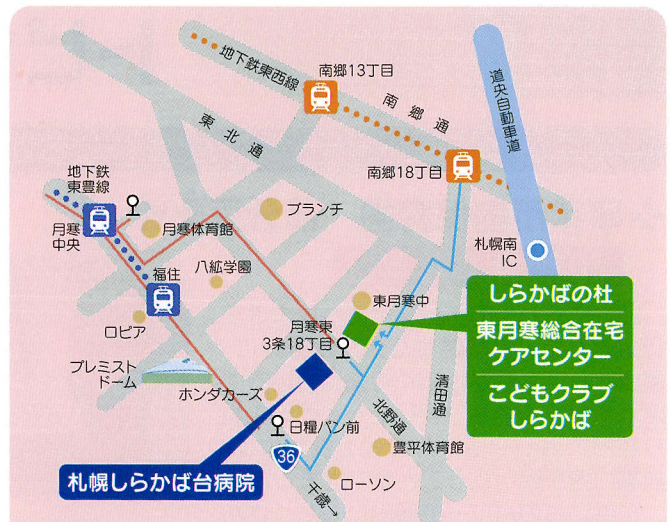 地下鉄東西線
南郷13丁目
南郷通
東北通
道央自動車道
地下鉄
東豊線
南郷18丁目
月寒
中央
月寒体育館
ブランチ
札幌南
IC
福住
八紘学園
ロピア
東月寒中
月寒東
3条18丁目
プレミスト
ドーム
ホンダカーズ
日糧パン前
北野通
清田通
豊平体育館
36
ローソン
千歳→
しらかばの杜
東月寒総合在宅
ケアセンター
こどもクラブ
しらかば
札幌しらかば台病院